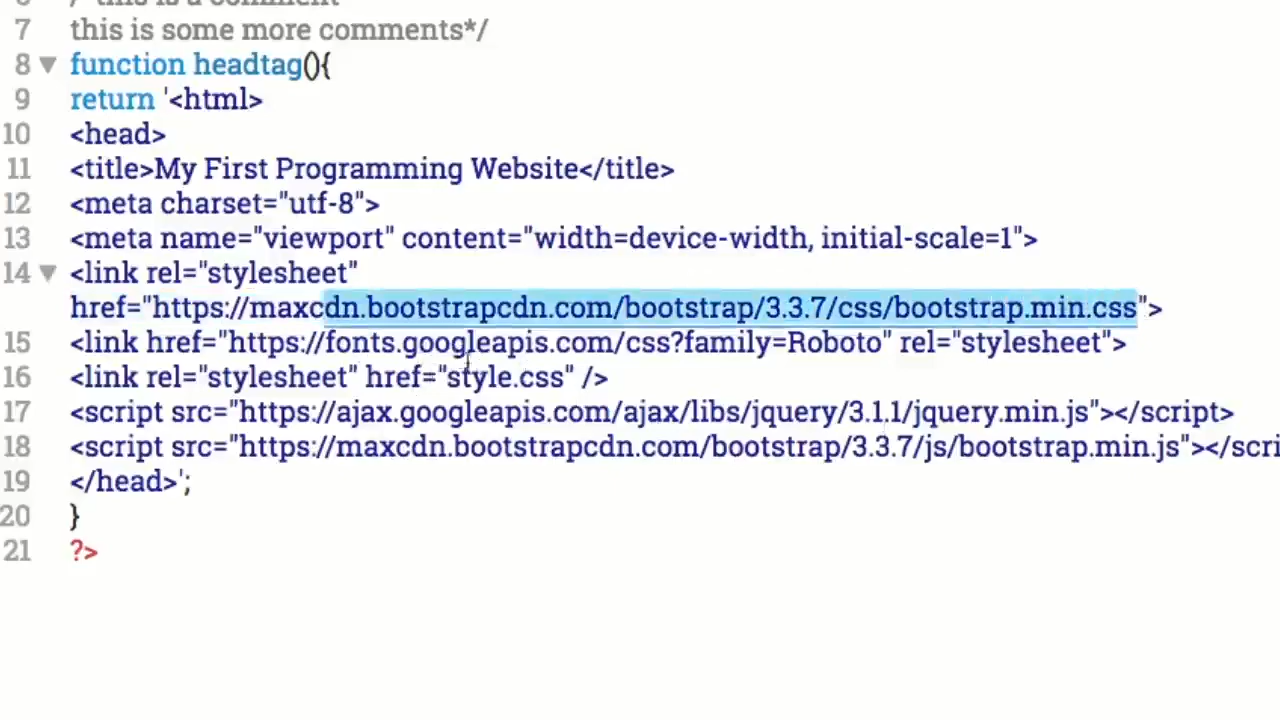 6 /* this is a comment
7 this is some more comments*/
8 function headtag(){
9 return '<html>
10 <head>
11 <title>My First Programming Website</title>
12 <meta charset="utf-8">
13 <meta name="viewport" content="width=device-width, initial-scale=1">
14 <link rel="stylesheet"
href="https://maxcdn.bootstrapcdn.com/bootstrap/3.3.7/css/bootstrap.min.css">
15 <link href="https://fonts.googleapis.com/css?family=Roboto" rel="stylesheet">
16 <link rel="stylesheet" href="style.css" />
17 <script src="https://ajax.googleapis.com/ajax/libs/jquery/3.1.1/jquery.min.js"></script>
18 <script src="https://maxcdn.bootstrapcdn.com/bootstrap/3.3.7/js/bootstrap.min.js"></scri
19 </head>';
20 }
21 ?>